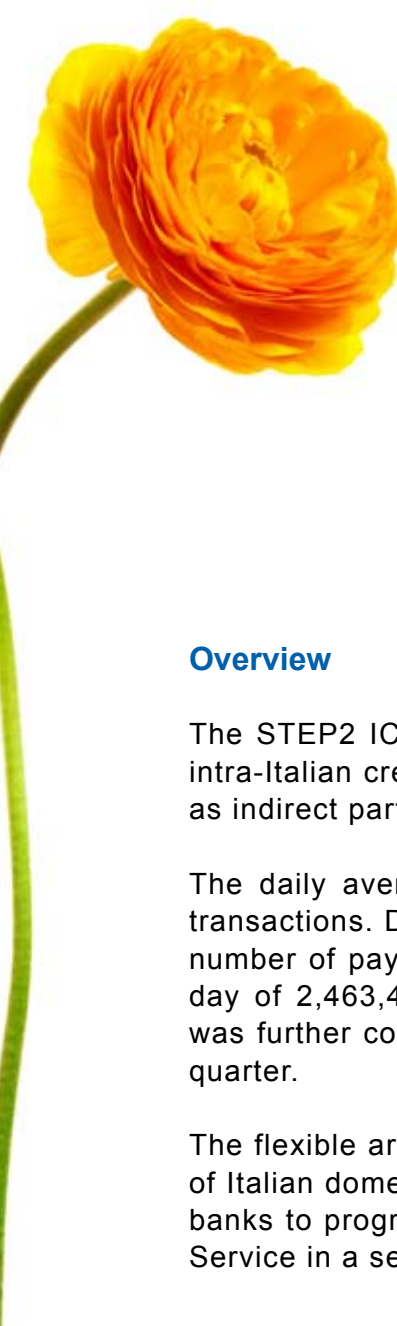 Overview
The STEP2 IC
intra-Italian cre
as indirect par
The daily aver
transactions. D
number of pay
day of 2,463,4
was further co
quarter.
The flexible ar
of Italian dome
banks to progr
Service in a se